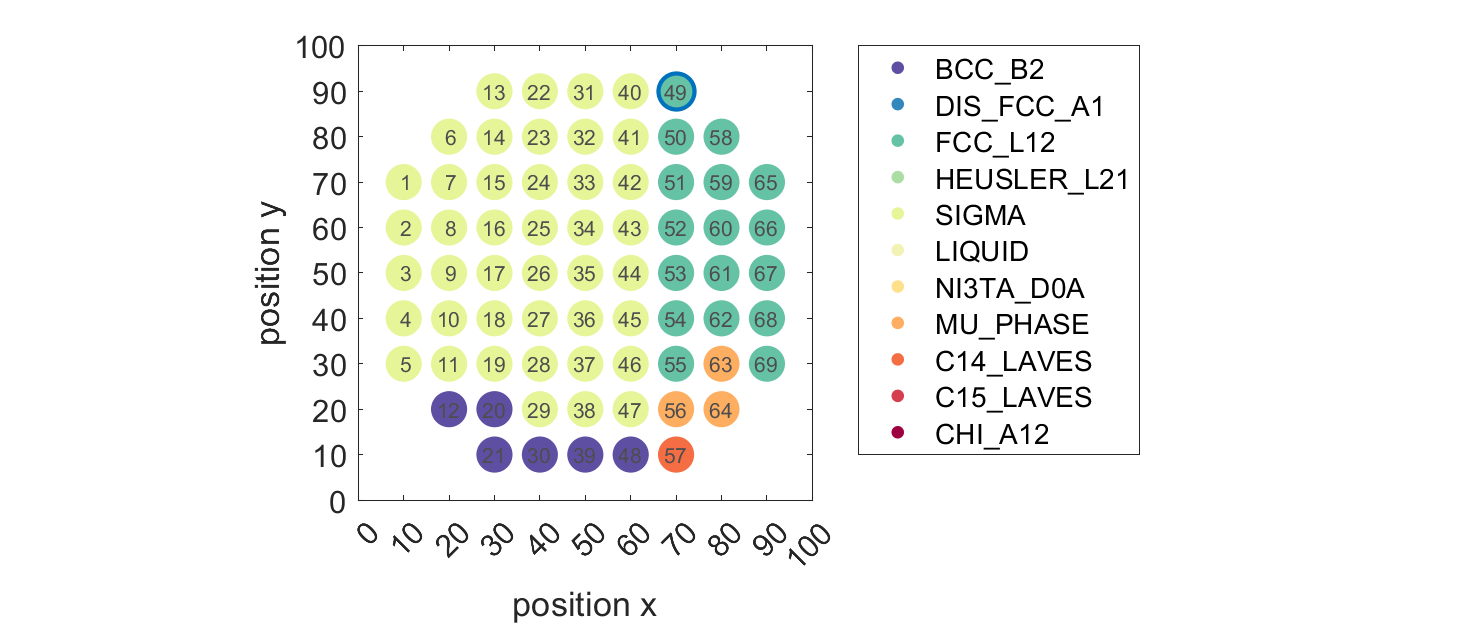 100
90
80
70
60
50
40
30
20
10
0
position y
13 22 31 40 49
6 14 23 32 41 50 58
1 7 15 24 33 42 51 59 65
2 8 16 25 34 43 52 60 66
3 9 17 26 35 44 53 61 67
4 10 18 27 36 45 54 62 68
5 11 19 28 37 46 55 63 69
12 20 29 38 47 56 64
21 30 39 48 57
0 10 20 30 40 50 60 70 80 90 100
position x
BCC_B2
DIS_FCC_A1
FCC_L12
HEUSLER_L21
SIGMA
LIQUID
NI3TA_D0A
MU_PHASE
C14_LAVES
C15_LAVES
CHI_A12